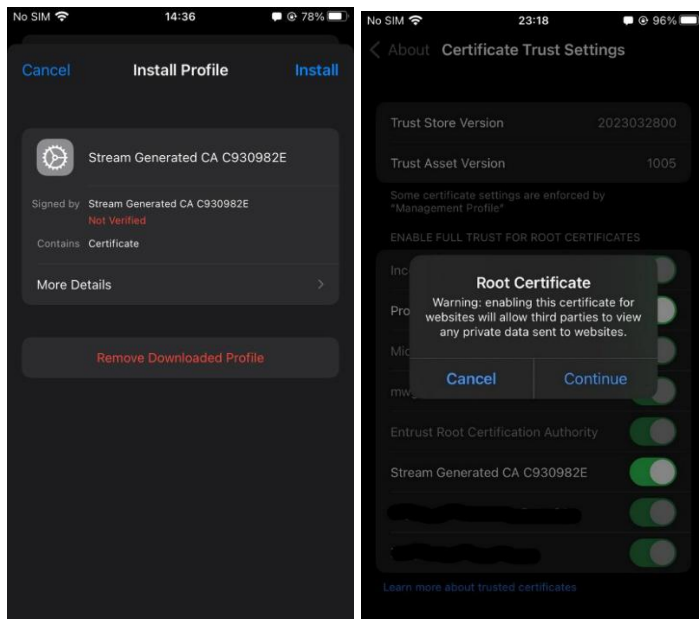 No SIM 14:36 78%
Cancel Install Profile Install
Stream Generated CA C930982E
Signed by Stream Generated CA C930982E
Not Verified
Contains Certificate
More Details
Remove Downloaded Profile
No SIM 23:18 96%
About Certificate Trust Settings
Trust Store Version 2023032800
Trust Asset Version 1005
Some certificate settings are enforced by
"Management Profile"
ENABLE FULL TRUST FOR ROOT CERTIFICATES
Root Certificate
Warning: enabling this certificate for
websites will allow third parties to view
any private data sent to websites.
Cancel Continue
Entrust Root Certification Authority
Stream Generated CA C930982E
Learn more about trusted certificates